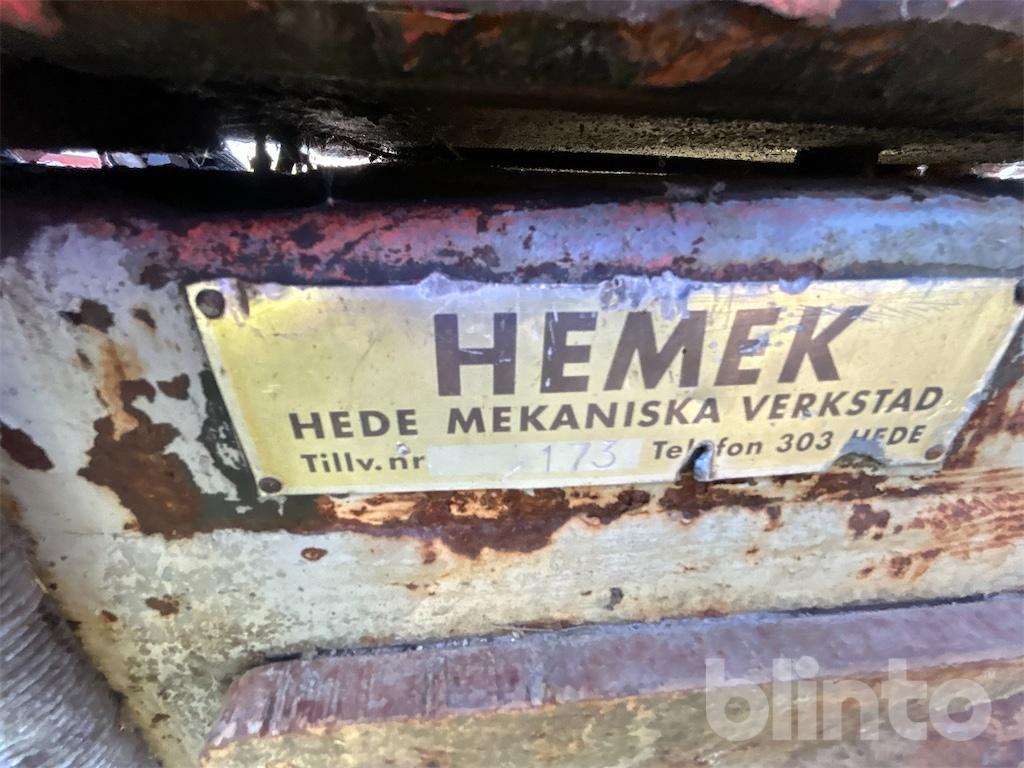 HEMEK
HEDE MEKANISKA VERKSTAD
Tillv. nr 173 Telefon 303 HEDE
blinto